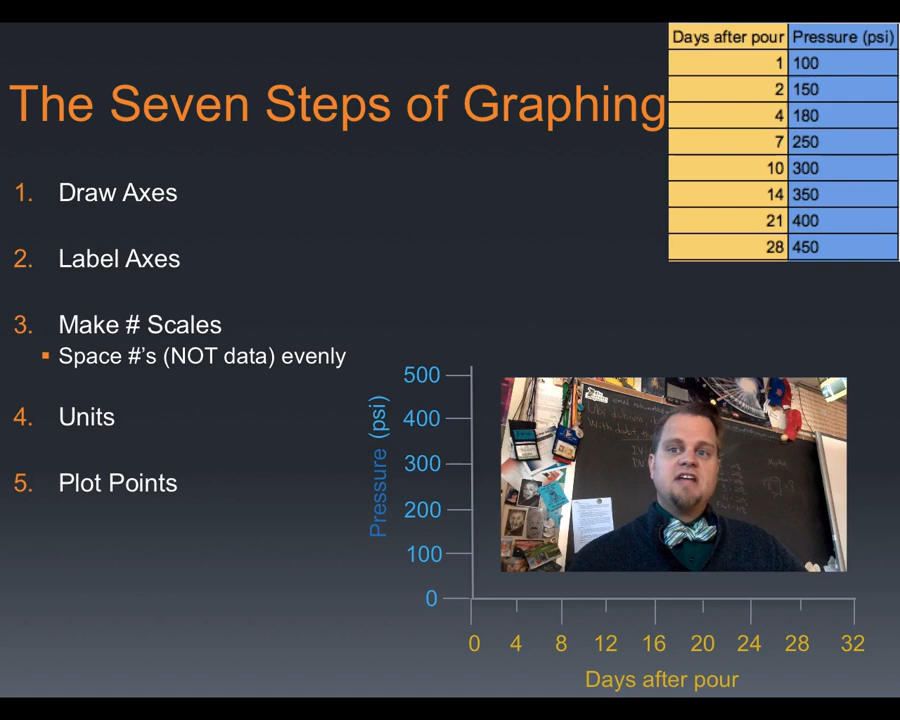 The Seven Steps of Graphing
Days after pour Pressure (psi)
1 100
2 150
4 180
7 250
10 300
14 350
21 400
28 450
1. Draw Axes
2. Label Axes
3. Make # Scales
Space #'s (NOT data) evenly
4. Units
5. Plot Points
Pressure (psi)
500
400
300
200
100
0
0 4 8 12 16 20 24 28 32
Days after pour